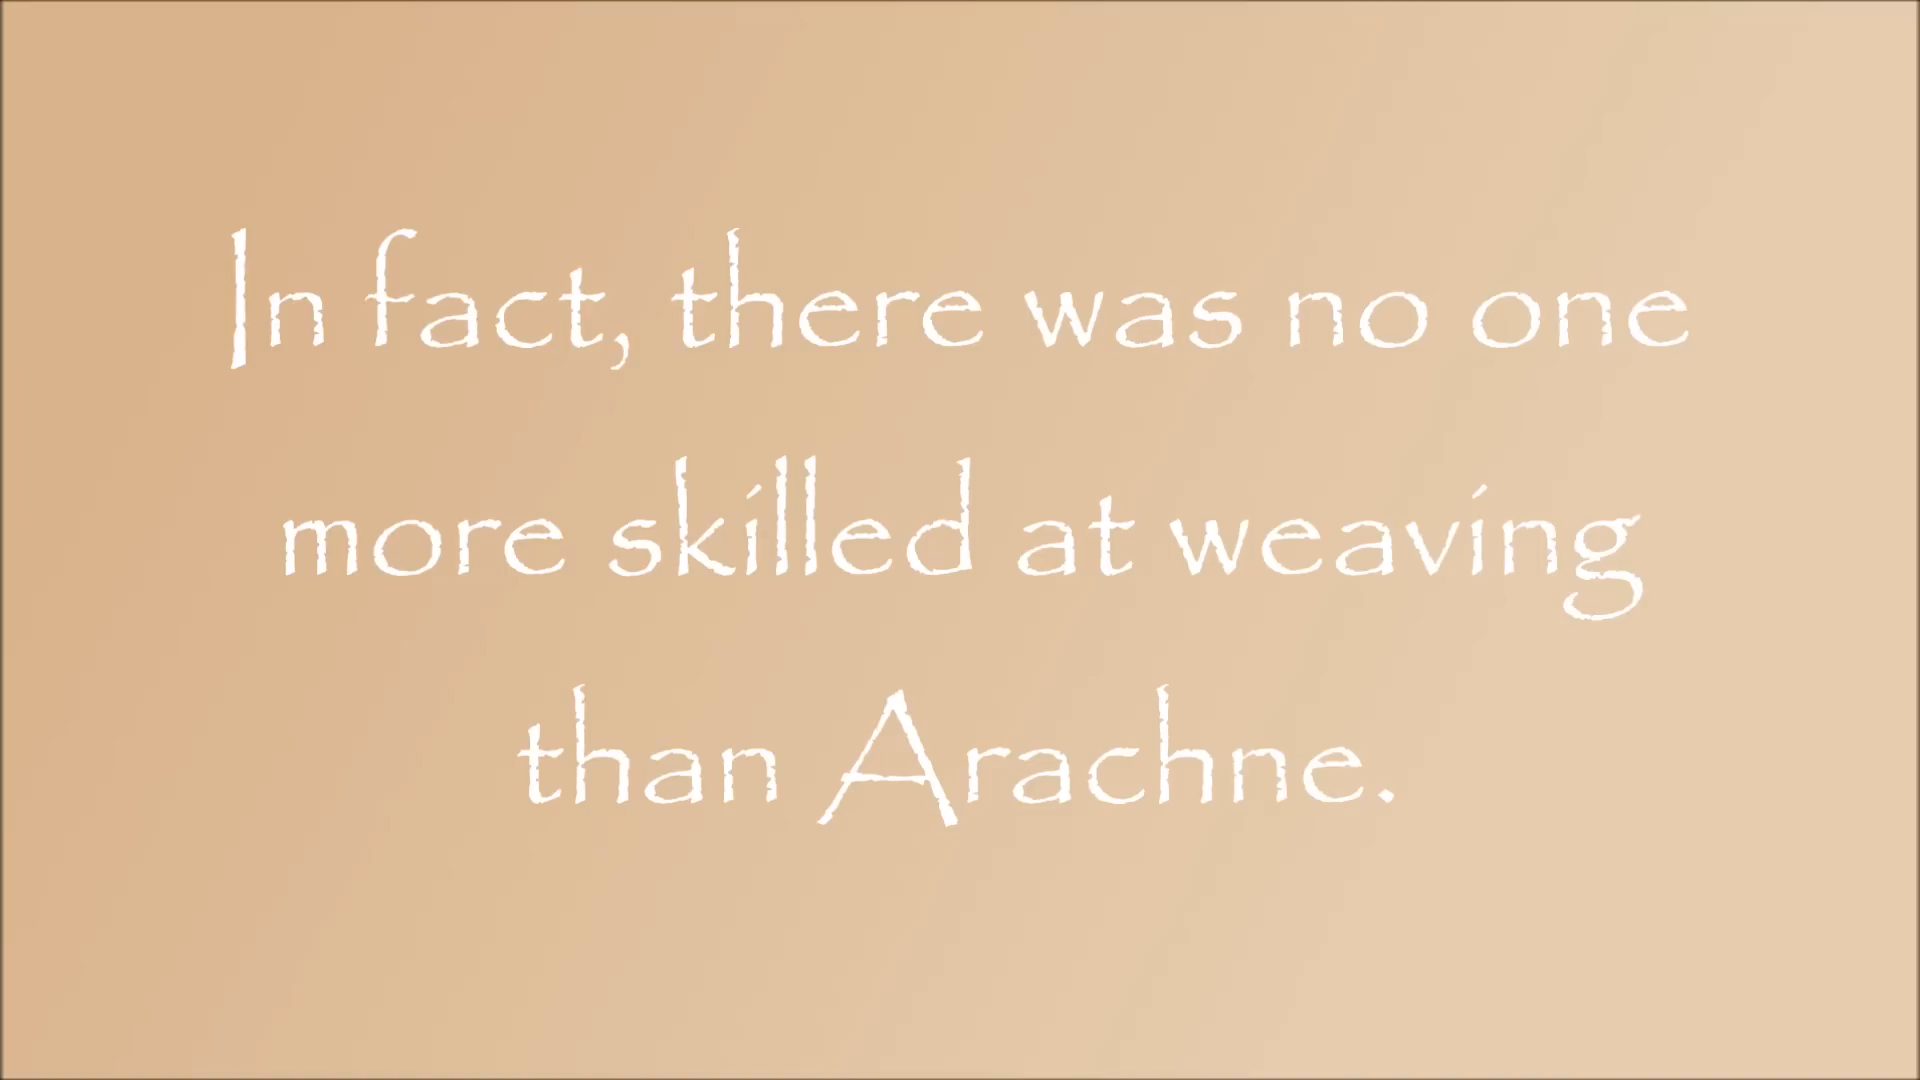 In fact, there was no one
more skilled at weaving
than Arachne.